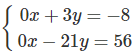 0x + 3y = −8
0x − 21y = 56